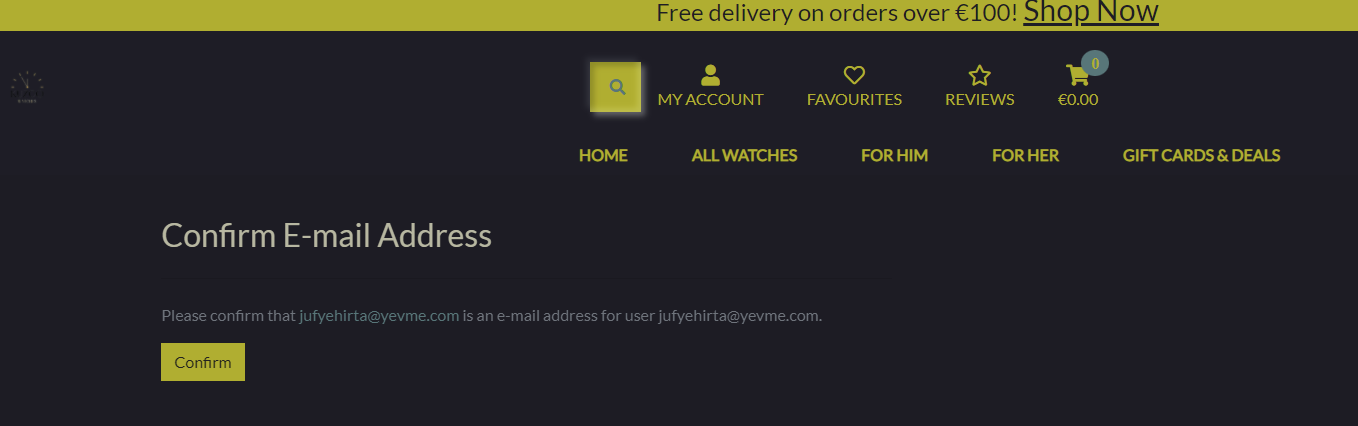 Free delivery on orders over €100! Shop Now
0
MY ACCOUNT FAVOURITES REVIEWS €0.00
HOME ALL WATCHES FOR HIM FOR HER GIFT CARDS & DEALS
Confirm E-mail Address
Please confirm that jufyehirta@yevme.com is an e-mail address for user jufyehirta@yevme.com.
Confirm